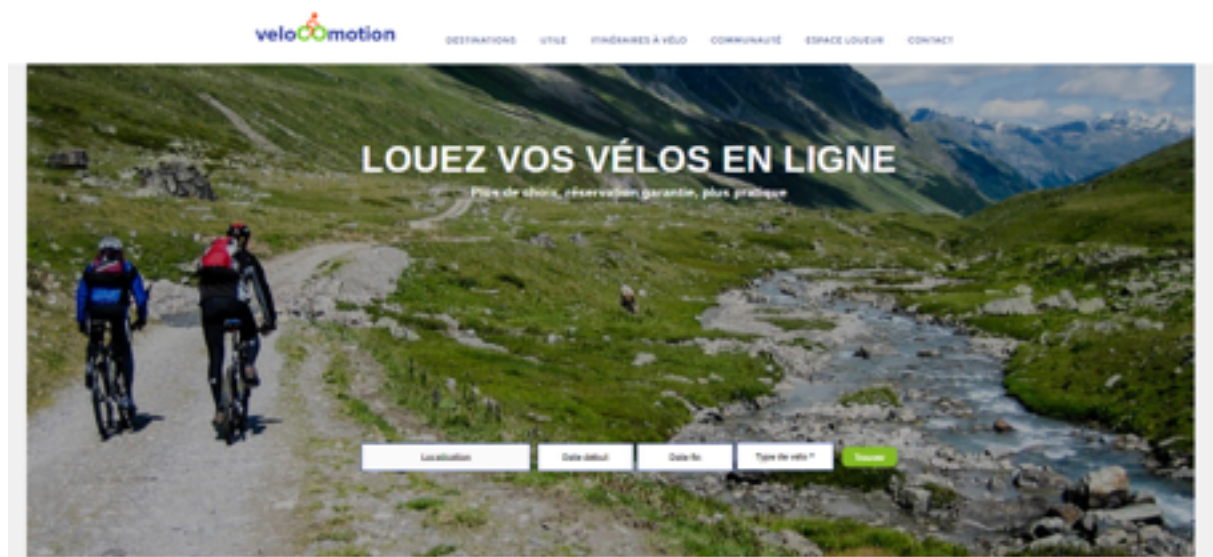 veloCOmotion
DESTINATIONS UTILE ITINÉRAIRES À VÉLO COMMUNAUTÉ ESPACE LOUEUR CONTACT
LOUEZ VOS VÉLOS EN LIGNE
Plus de choix, réservation garantie, plus pratique
Localisation Date début Date fin Type de vélo * Trouver